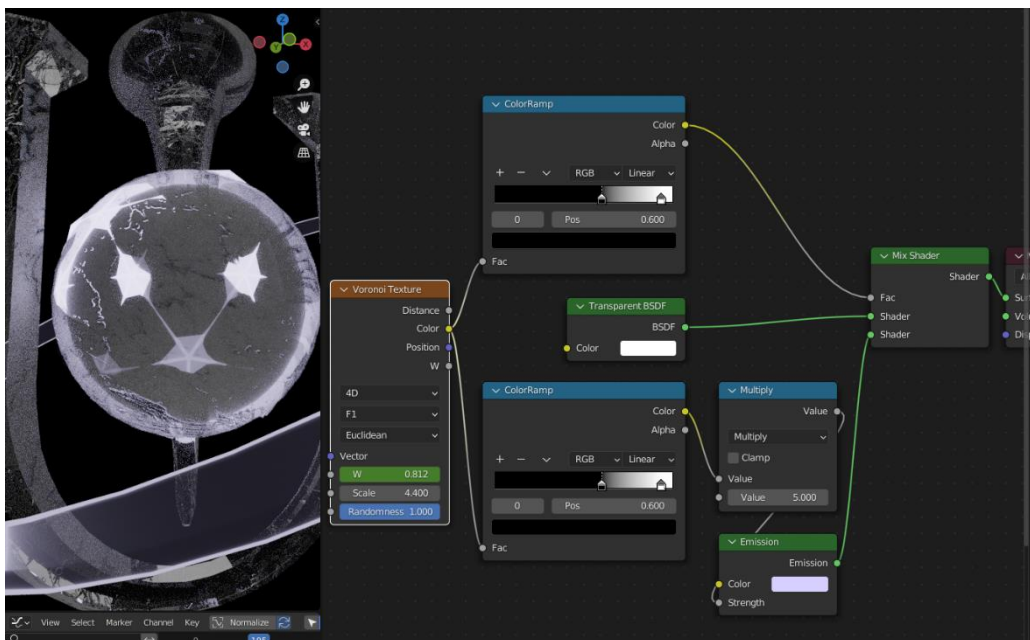 Z
X
Y
ColorRamp
Color
Alpha
RGB
Linear
0
Pos
0.600
Fac
Voronoi Texture
Distance
Color
Position
W
4D
F1
Euclidean
Vector
W 0.812
Scale 4.400
Randomness 1.000
Transparent BSDF
BSDF
Color
ColorRamp
Color
Alpha
RGB
Linear
0
Pos
0.600
Fac
Multiply
Value
Multiply
Clamp
Value
Value 5.000
Emission
Emission
Color
Strength
Mix Shader
Shader
Fac
Shader
Shader
View Select Marker Channel Key Normalize